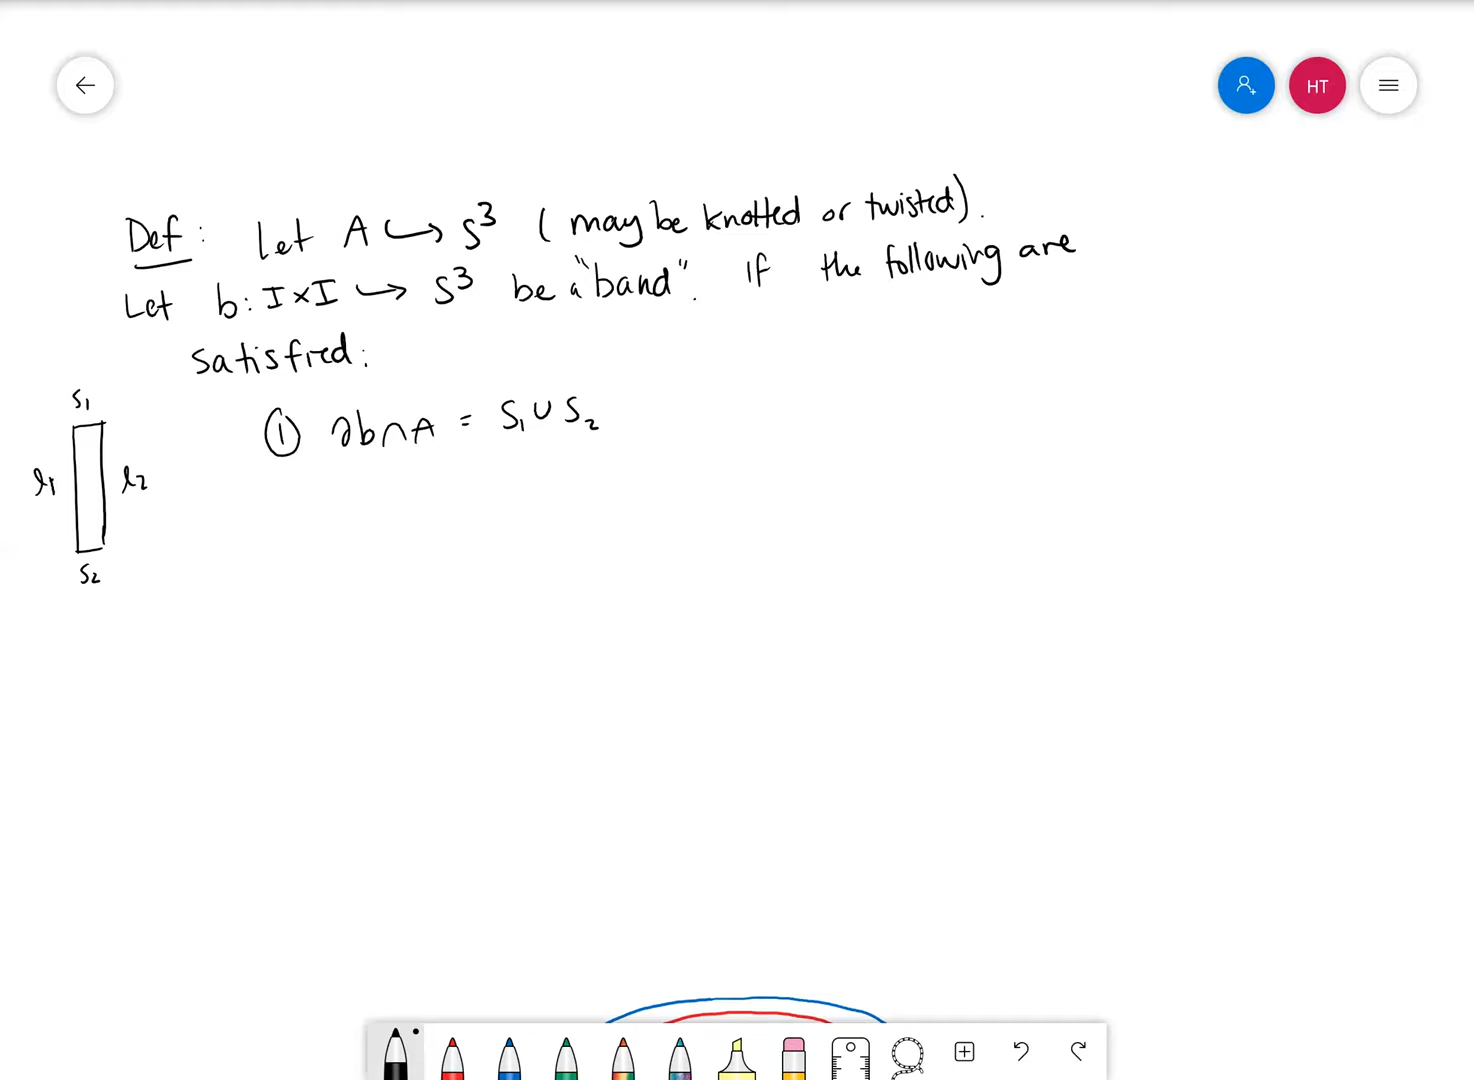 HT
Def: Let A ↪ S³ (may be knotted or twisted).
Let b: I×I ↪ S³ be a "band". If the following are
satisfied:
① ∂b∩A = S₁∪S₂
S₁
l₁ l₂
S₂